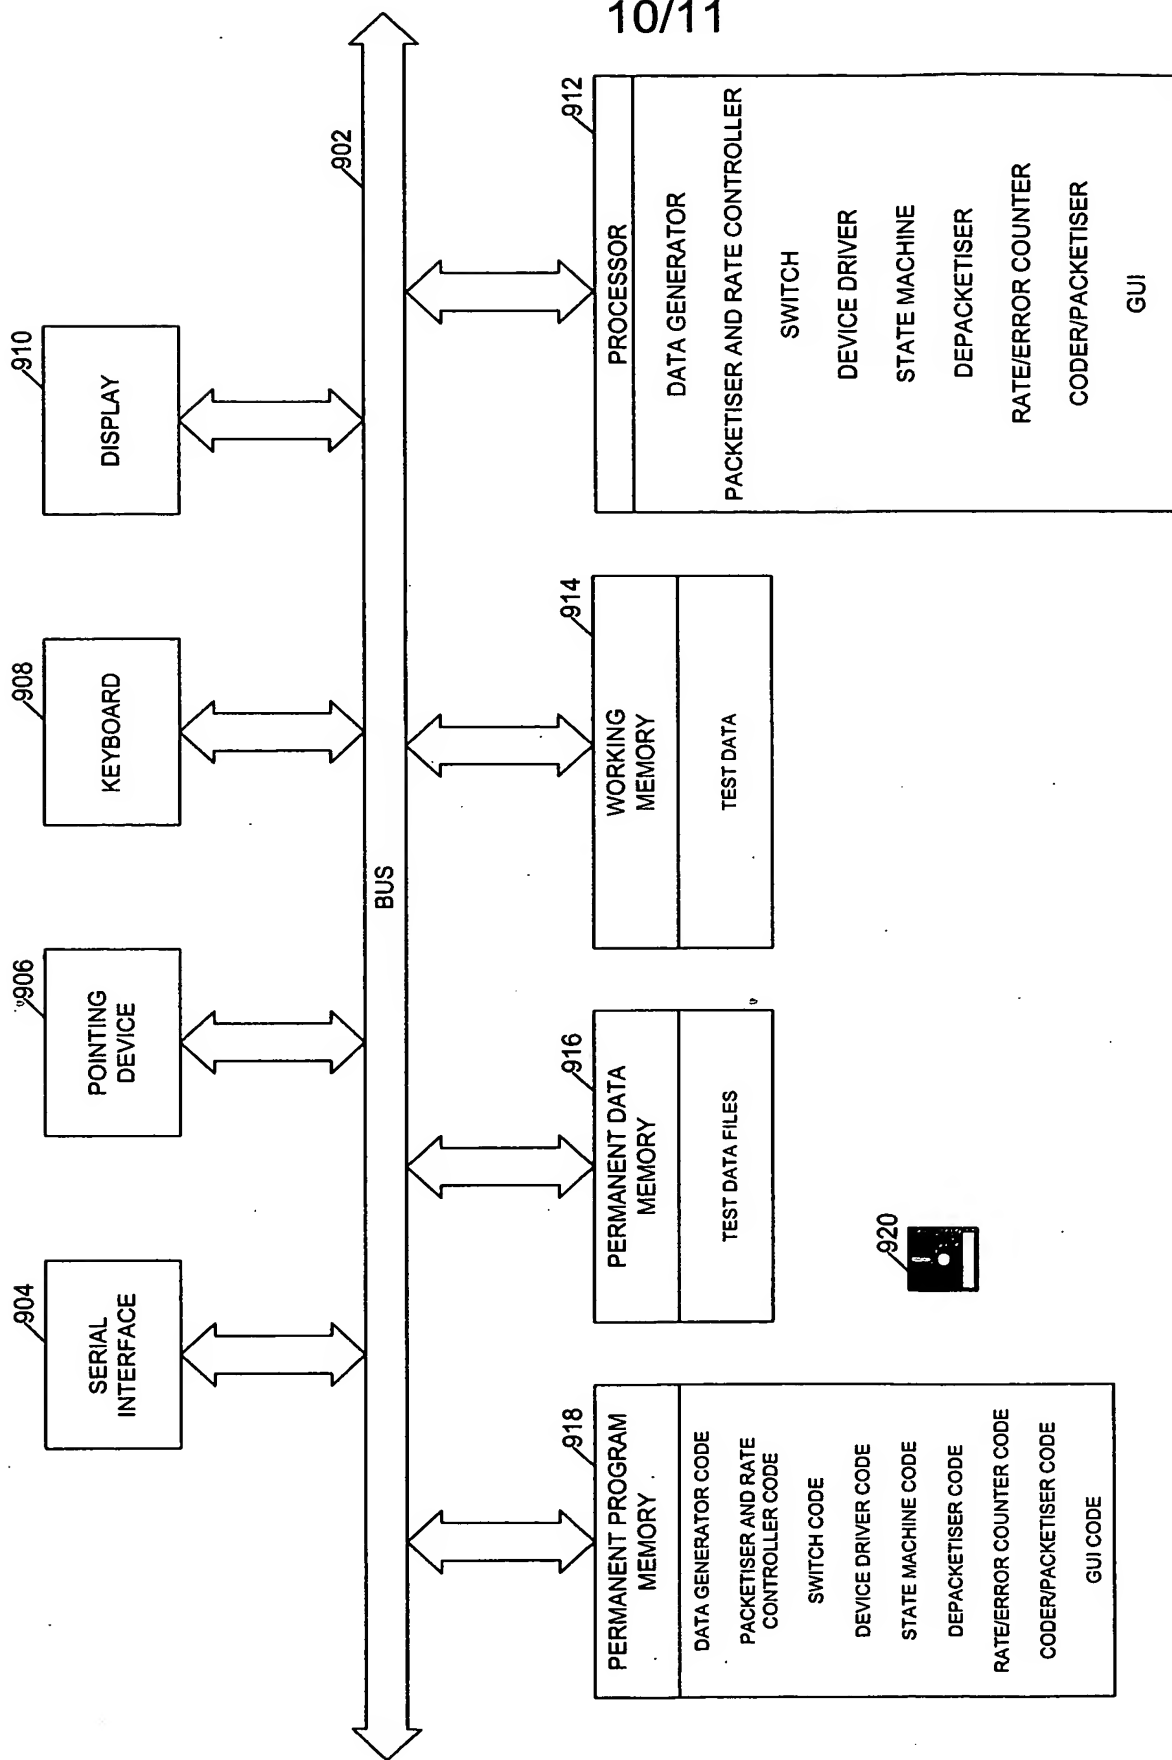 10/11
904
SERIAL
INTERFACE
906
POINTING
DEVICE
908
KEYBOARD
910
DISPLAY
BUS
902
918
PERMANENT PROGRAM
MEMORY
DATA GENERATOR CODE
PACKETISER AND RATE
CONTROLLER CODE
SWITCH CODE
DEVICE DRIVER CODE
STATE MACHINE CODE
DEPACKETISER CODE
RATE/ERROR COUNTER CODE
CODER/PACKETISER CODE
GUI CODE
916
PERMANENT DATA
MEMORY
TEST DATA FILES
920
914
WORKING
MEMORY
TEST DATA
912
PROCESSOR
DATA GENERATOR
PACKETISER AND RATE CONTROLLER
SWITCH
DEVICE DRIVER
STATE MACHINE
DEPACKETISER
RATE/ERROR COUNTER
CODER/PACKETISER
GUI